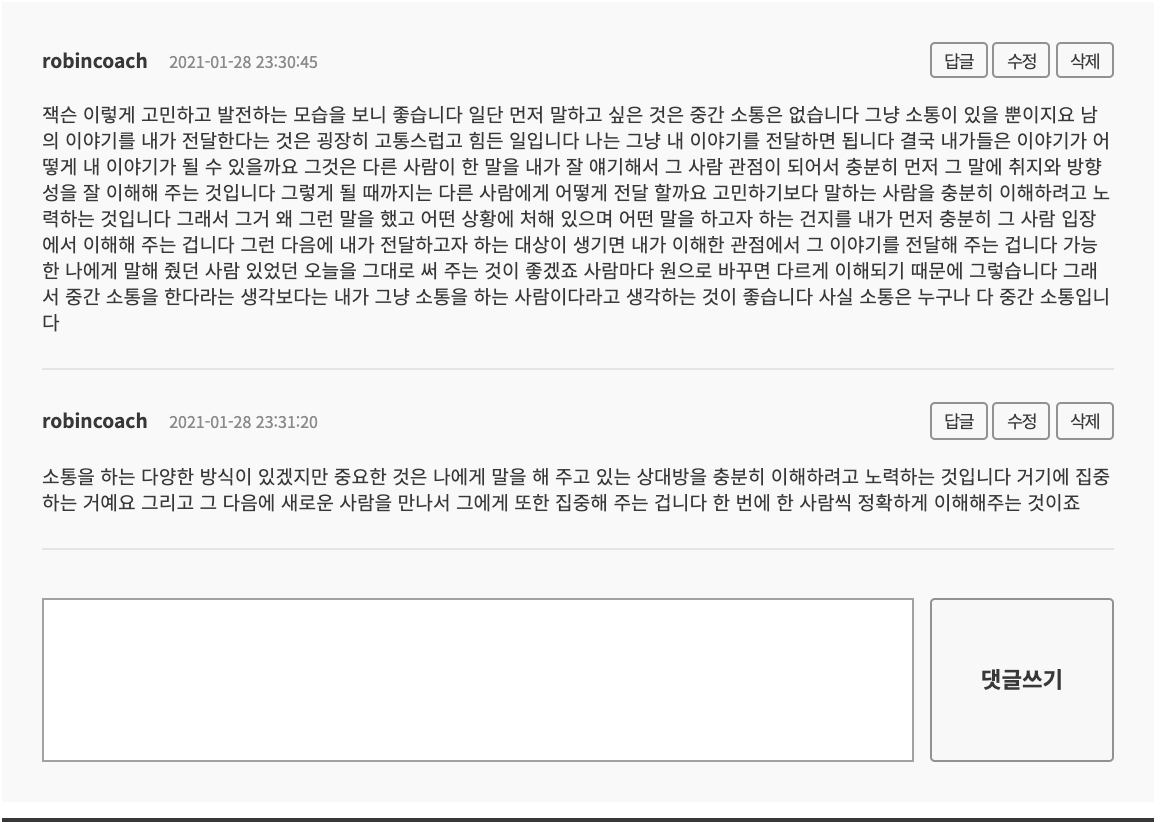 robincoach 2021-01-28 23:30:45 답글 수정 삭제
잭슨 이렇게 고민하고 발전하는 모습을 보니 좋습니다 일단 먼저 말하고 싶은 것은 중간 소통은 없습니다 그냥 소통이 있을 뿐이지요 남
의 이야기를 내가 전달한다는 것은 굉장히 고통스럽고 힘든 일입니다 나는 그냥 내 이야기를 전달하면 됩니다 결국 내가들은 이야기가 어
떻게 내 이야기가 될 수 있을까요 그것은 다른 사람이 한 말을 내가 잘 얘기해서 그 사람 관점이 되어서 충분히 먼저 그 말에 취지와 방향
성을 잘 이해해 주는 것입니다 그렇게 될 때까지는 다른 사람에게 어떻게 전달 할까요 고민하기보다 말하는 사람을 충분히 이해하려고 노
력하는 것입니다 그래서 그거 왜 그런 말을 했고 어떤 상황에 처해 있으며 어떤 말을 하고자 하는 건지를 내가 먼저 충분히 그 사람 입장
에서 이해해 주는 겁니다 그런 다음에 내가 전달하고자 하는 대상이 생기면 내가 이해한 관점에서 그 이야기를 전달해 주는 겁니다 가능
한 나에게 말해 줬던 사람 있었던 오늘을 그대로 써 주는 것이 좋겠죠 사람마다 원으로 바꾸면 다르게 이해되기 때문에 그렇습니다 그래
서 중간 소통을 한다라는 생각보다는 내가 그냥 소통을 하는 사람이다라고 생각하는 것이 좋습니다 사실 소통은 누구나 다 중간 소통입니
다
robincoach 2021-01-28 23:31:20 답글 수정 삭제
소통을 하는 다양한 방식이 있겠지만 중요한 것은 나에게 말을 해 주고 있는 상대방을 충분히 이해하려고 노력하는 것입니다 거기에 집중
하는 거예요 그리고 그 다음에 새로운 사람을 만나서 그에게 또한 집중해 주는 겁니다 한 번에 한 사람씩 정확하게 이해해주는 것이죠
댓글쓰기